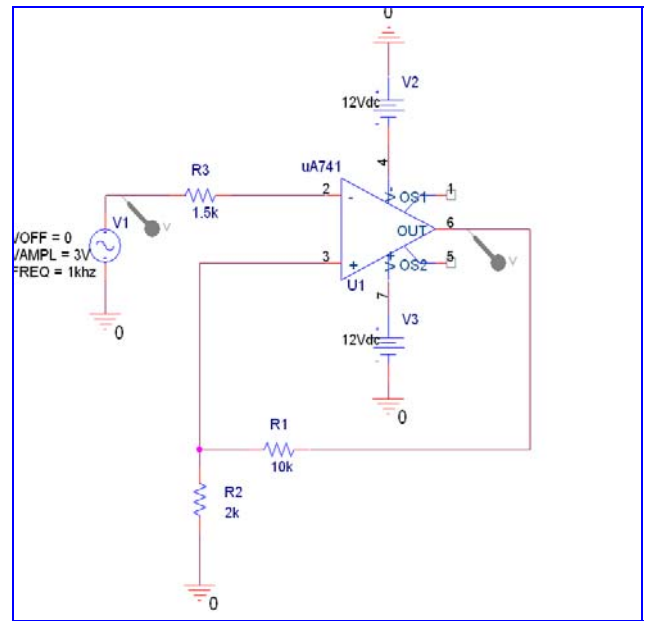 0
V2
12Vdc
4
uA741
R3
1.5k
2
-
V
OS1
1
V1
V
VOFF = 0
VAMPL = 3V
FREQ = 1khz
OUT
6
3
+
U1
V
+
OS2
5
V
0
7
V3
12Vdc
0
R1
10k
R2
2k
0